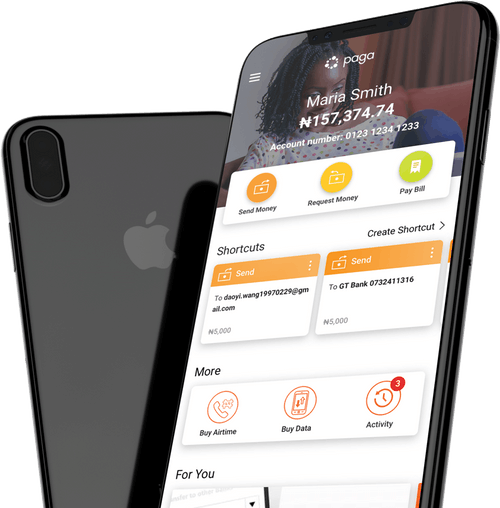 paga
Maria Smith
₦157,374.74
Account number: 0123 1234 1233
Send Money
Request Money
Pay Bill
Shortcuts
Create Shortcut
Send
To daoyi.wang19970229@gm
ail.com
₦5,000
Send
To GT Bank 0732411316
₦5,000
More
Buy Airtime
Buy Data
3
Activity
For You